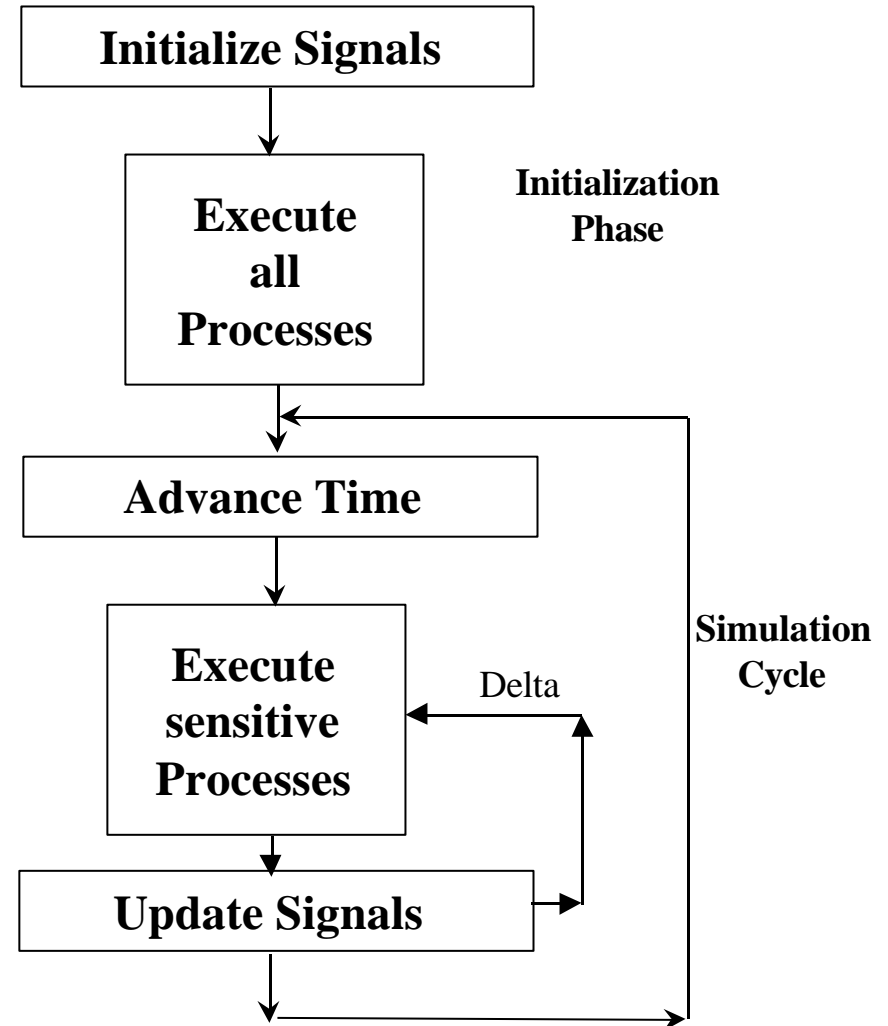 Initialize Signals
Execute
all
Processes
Initialization
Phase
Advance Time
Execute
sensitive
Processes
Delta
Simulation
Cycle
Update Signals